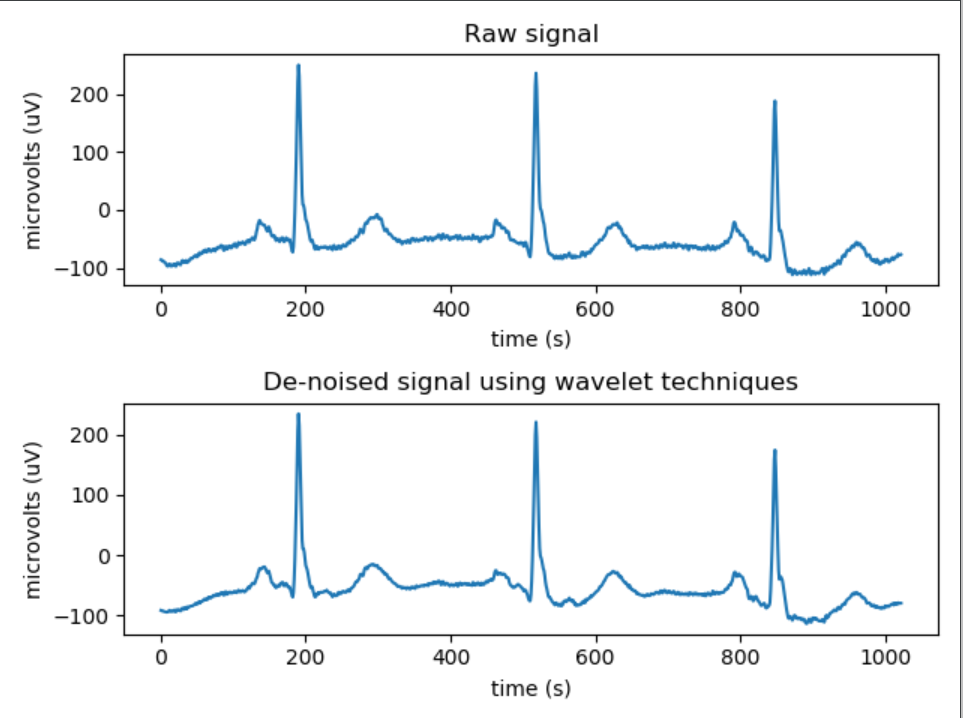 Raw signal
microvolts (uV)
200
100
0
−100
0 200 400 600 800 1000
time (s)
De-noised signal using wavelet techniques
microvolts (uV)
200
100
0
−100
0 200 400 600 800 1000
time (s)